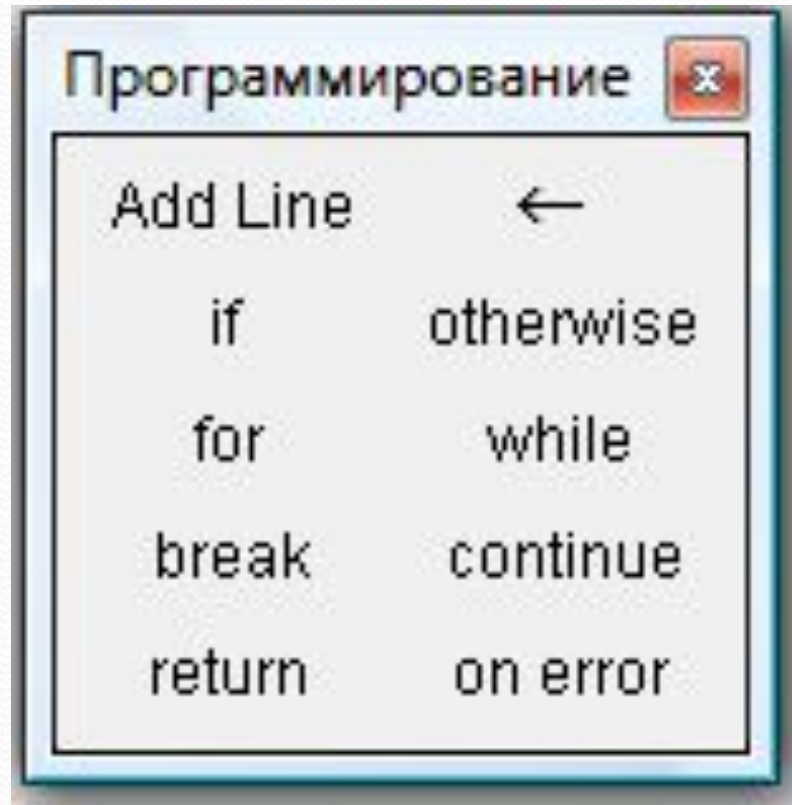 Программирование
Add Line ←
if otherwise
for while
break continue
return on error